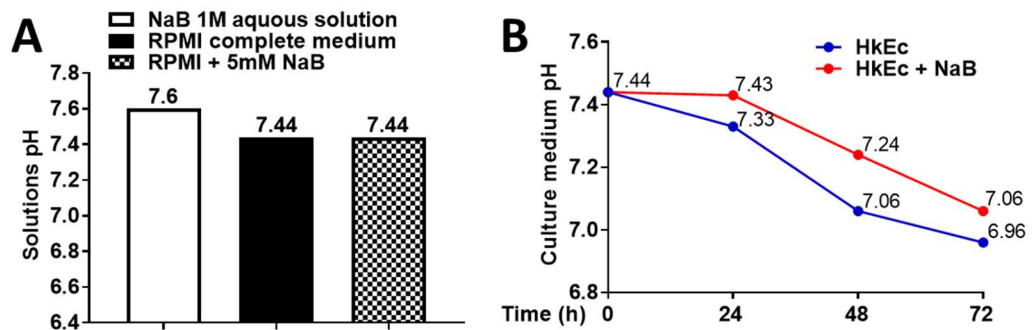 A
NaB 1M aquous solution
RPMI complete medium
RPMI + 5mM NaB
Solutions pH
7.8
7.6
7.4
7.2
7.0
6.8
6.6
6.4
7.6
7.44
7.44
B
HkEc
HkEc + NaB
Culture medium pH
7.6
7.4
7.2
7.0
6.8
7.44
7.43
7.33
7.24
7.06
7.06
6.96
Time (h) 0 24 48 72